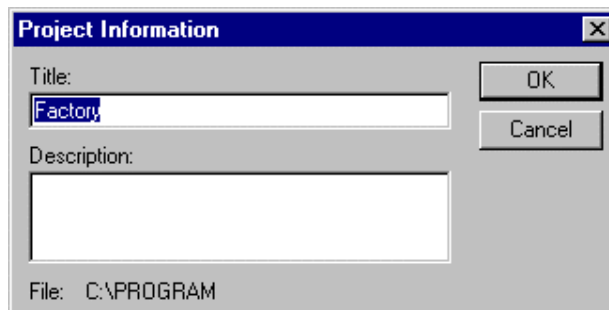 Project Information
Title:
OK
Factory
Cancel
Description:
File: C:\PROGRAM